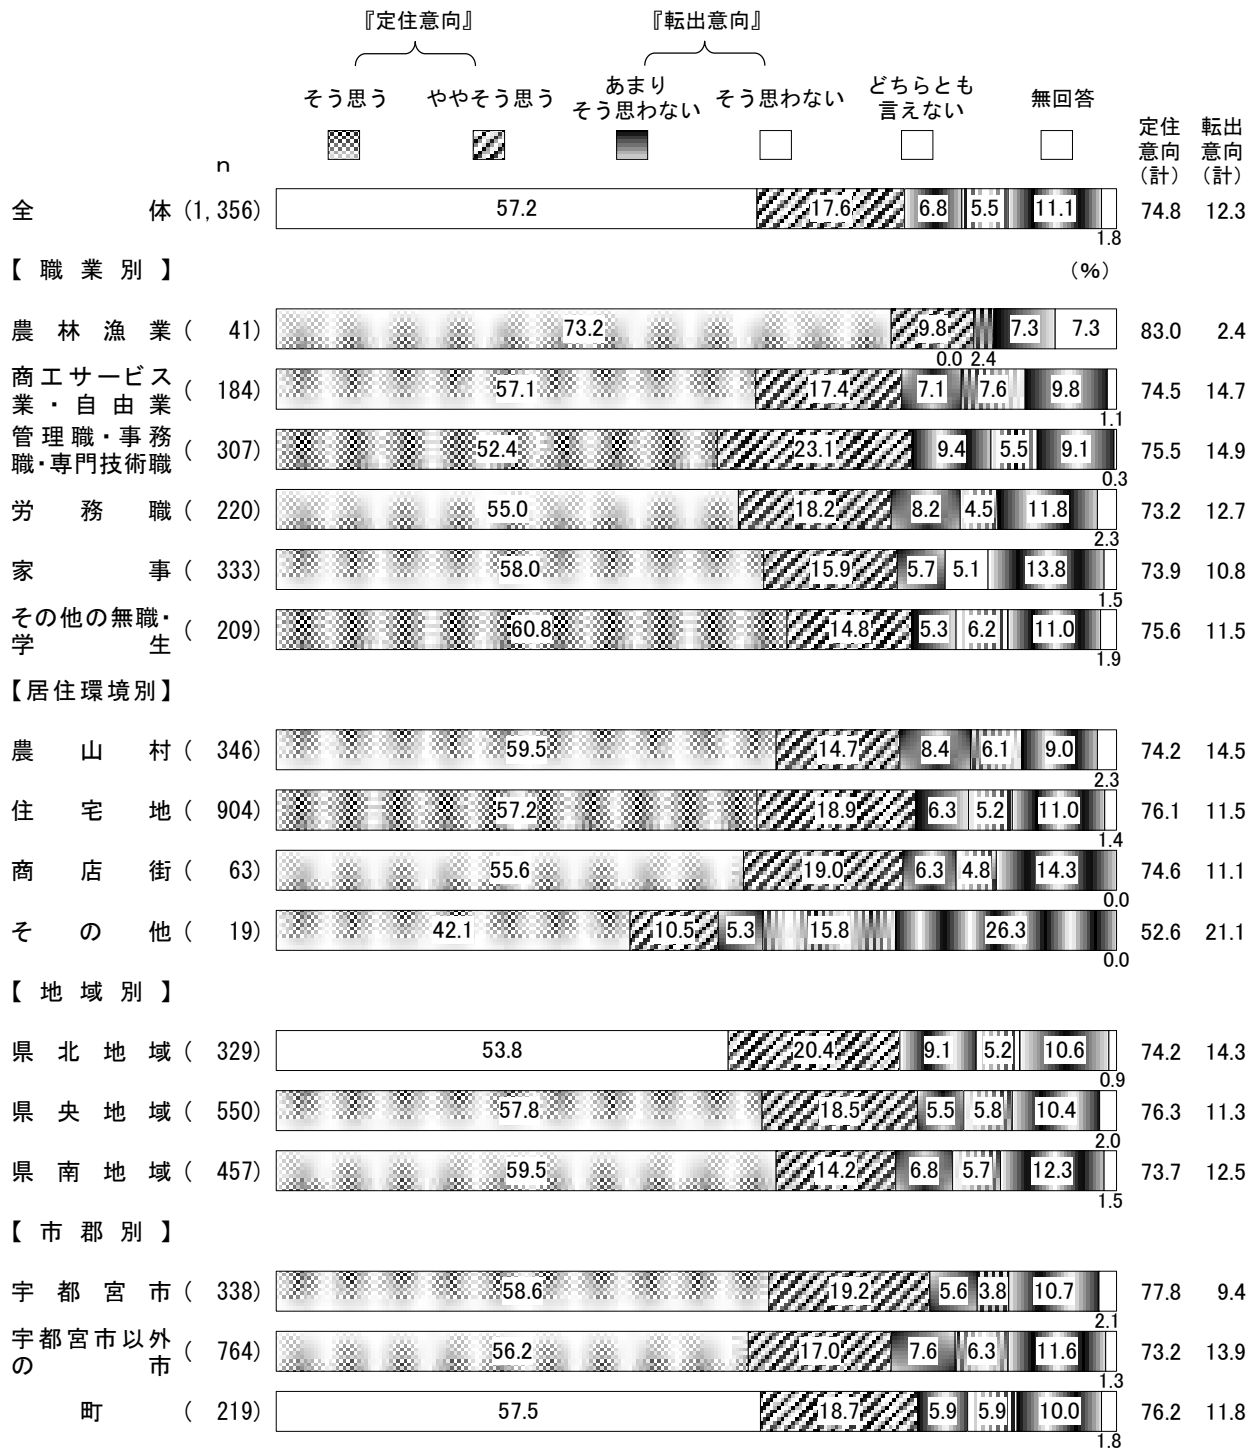 『定住意向』 『転出意向』
そう思う ややそう思う あまりそう思わない そう思わない どちらとも言えない 無回答
n 定住意向(計) 転出意向(計)
全体 (1,356) 57.2 17.6 6.8 5.5 11.1 1.8 74.8 12.3
【職業別】 (%)
農林漁業 ( 41) 73.2 9.8 0.0 2.4 7.3 7.3 83.0 2.4
商工サービス業・自由業 ( 184) 57.1 17.4 7.1 7.6 9.8 1.1 74.5 14.7
管理職・事務職・専門技術職 ( 307) 52.4 23.1 9.4 5.5 9.1 0.3 75.5 14.9
労務職 ( 220) 55.0 18.2 8.2 4.5 11.8 2.3 73.2 12.7
家事 ( 333) 58.0 15.9 5.7 5.1 13.8 1.5 73.9 10.8
その他の無職・学生 ( 209) 60.8 14.8 5.3 6.2 11.0 1.9 75.6 11.5
【居住環境別】
農山村 ( 346) 59.5 14.7 8.4 6.1 9.0 2.3 74.2 14.5
住宅地 ( 904) 57.2 18.9 6.3 5.2 11.0 1.4 76.1 11.5
商店街 ( 63) 55.6 19.0 6.3 4.8 14.3 0.0 74.6 11.1
その他 ( 19) 42.1 10.5 5.3 15.8 26.3 0.0 52.6 21.1
【地域別】
県北地域 ( 329) 53.8 20.4 9.1 5.2 10.6 0.9 74.2 14.3
県央地域 ( 550) 57.8 18.5 5.5 5.8 10.4 2.0 76.3 11.3
県南地域 ( 457) 59.5 14.2 6.8 5.7 12.3 1.5 73.7 12.5
【市郡別】
宇都宮市 ( 338) 58.6 19.2 5.6 3.8 10.7 2.1 77.8 9.4
宇都宮市以外の市 ( 764) 56.2 17.0 7.6 6.3 11.6 1.3 73.2 13.9
町 ( 219) 57.5 18.7 5.9 5.9 10.0 1.8 76.2 11.8